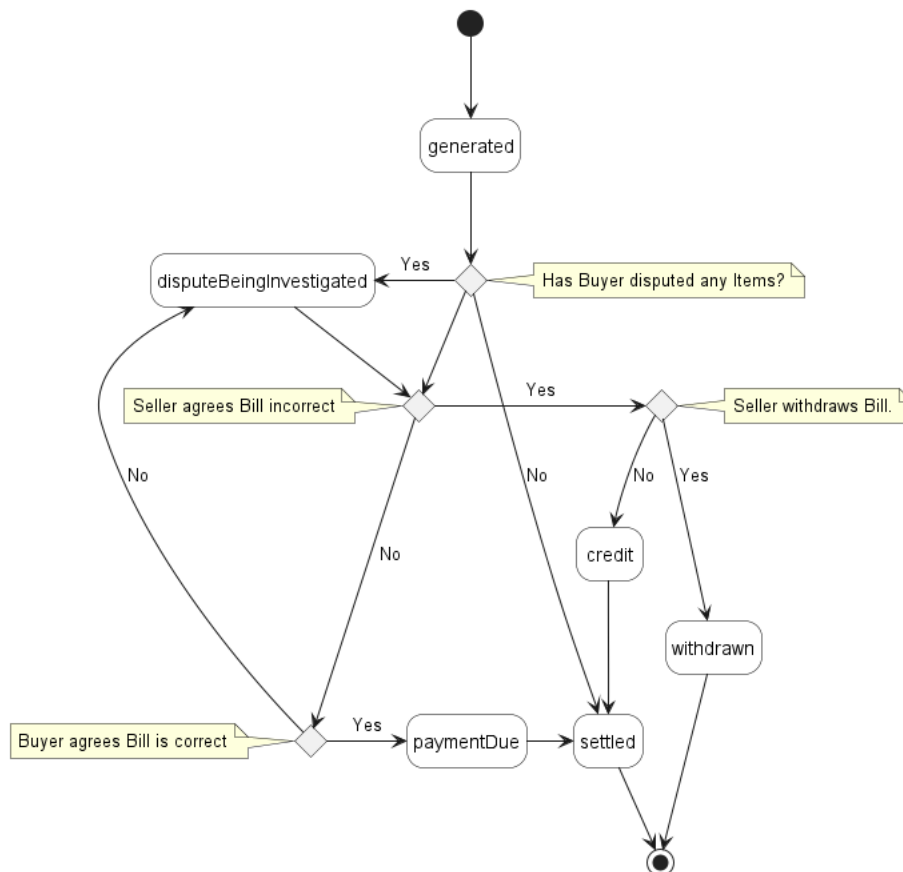 generated
Yes
disputeBeingInvestigated
Has Buyer disputed any Items?
Seller agrees Bill incorrect
Yes
Seller withdraws Bill.
No
No
No
Yes
No
credit
withdrawn
Buyer agrees Bill is correct
Yes
paymentDue
settled